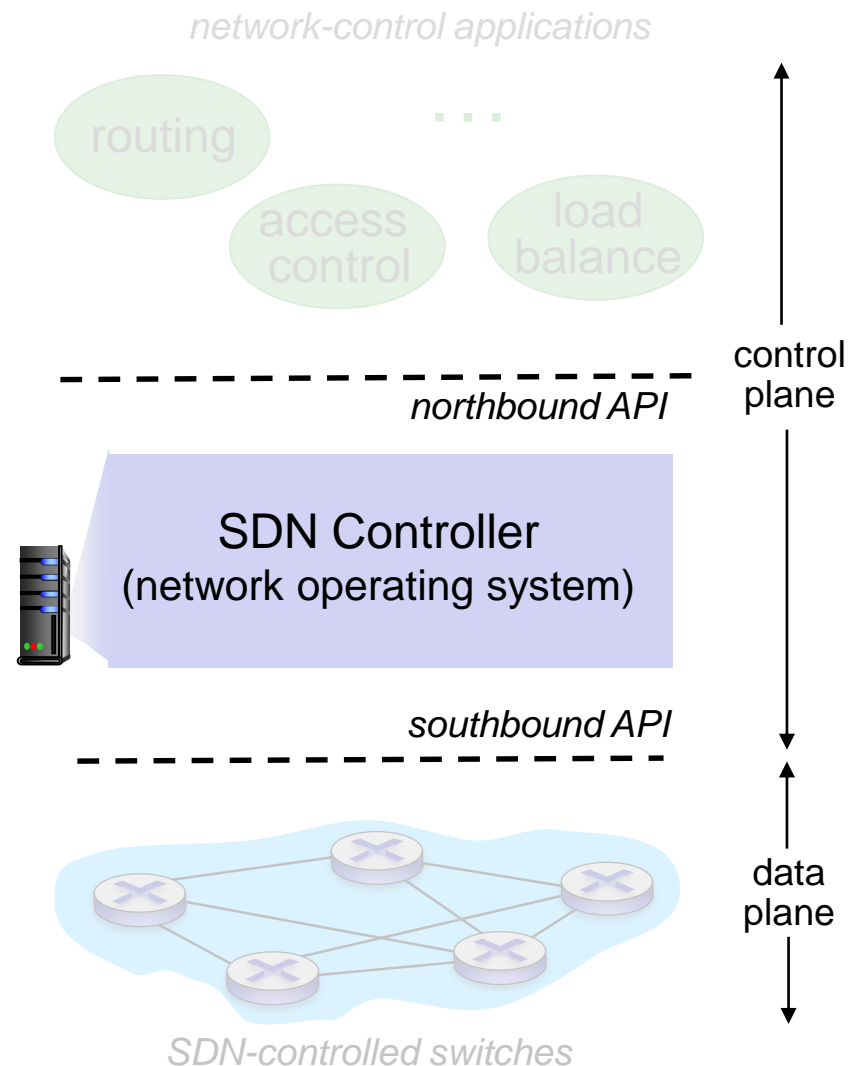 network-control applications
routing
. . .
access
control
load
balance
control
plane
northbound API
SDN Controller
(network operating system)
southbound API
data
plane
SDN-controlled switches